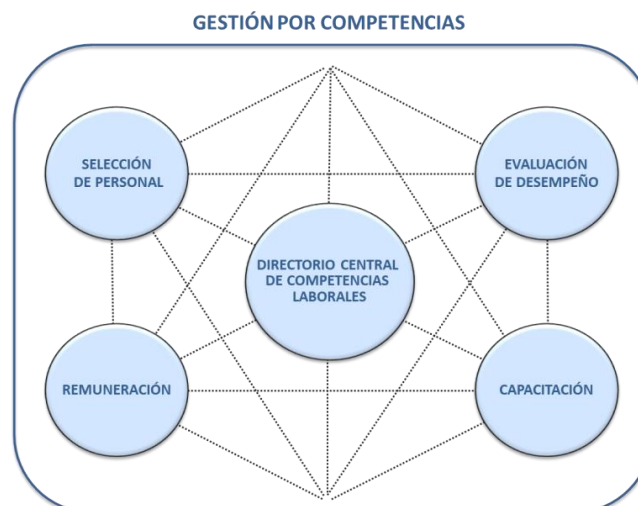 GESTIÓN POR COMPETENCIAS
SELECCIÓN
DE PERSONAL
EVALUACIÓN
DE DESEMPEÑO
DIRECTORIO CENTRAL
DE COMPETENCIAS
LABORALES
REMUNERACIÓN
CAPACITACIÓN